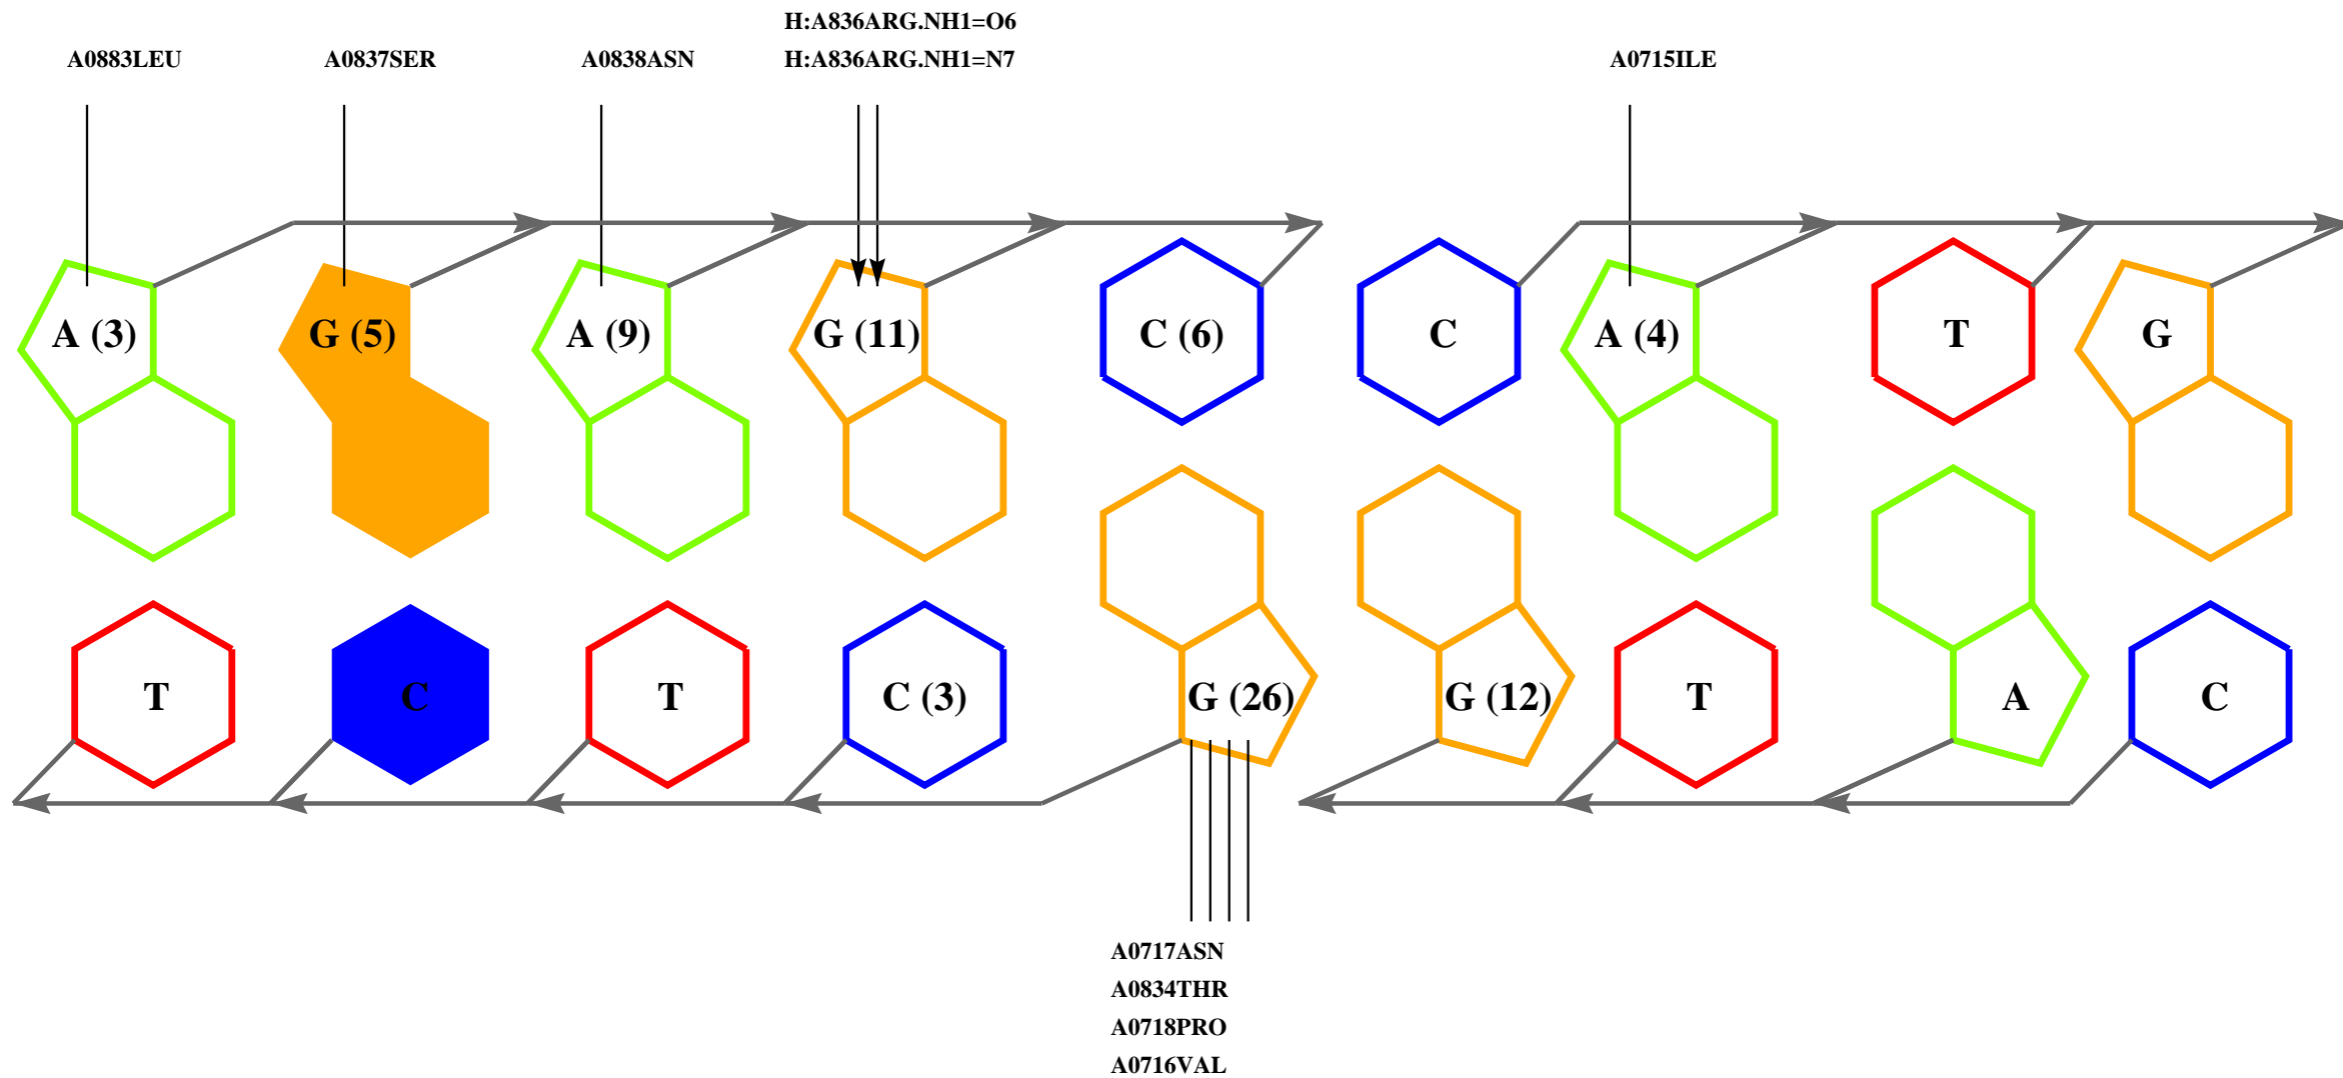 H:A836ARG.NH1=O6
A0883LEU A0837SER A0838ASN H:A836ARG.NH1=N7 A0715ILE
A (3) G (5) A (9) G (11) C (6) C A (4) T G
T C T C (3) G (26) G (12) T A C
A0717ASN
A0834THR
A0718PRO
A0716VAL